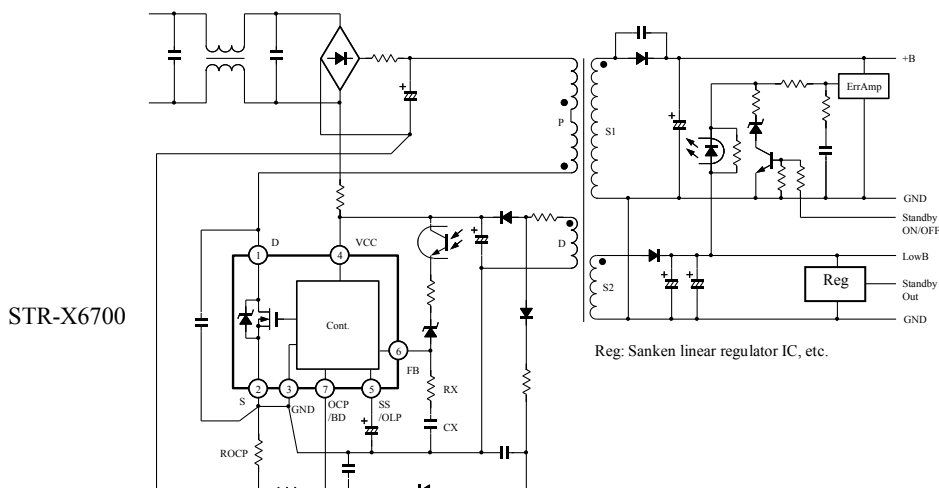 +B
ErrAmp
P
S1
GND
Standby
ON/OFF
D
VCC
D
1
4
LowB
S2
Reg
Standby
Out
STR-X6700
Cont.
GND
6
FB
Reg: Sanken linear regulator IC, etc.
2
3
7
5
RX
S
GND
OCP
/BD
SS
/OLP
CX
ROCP